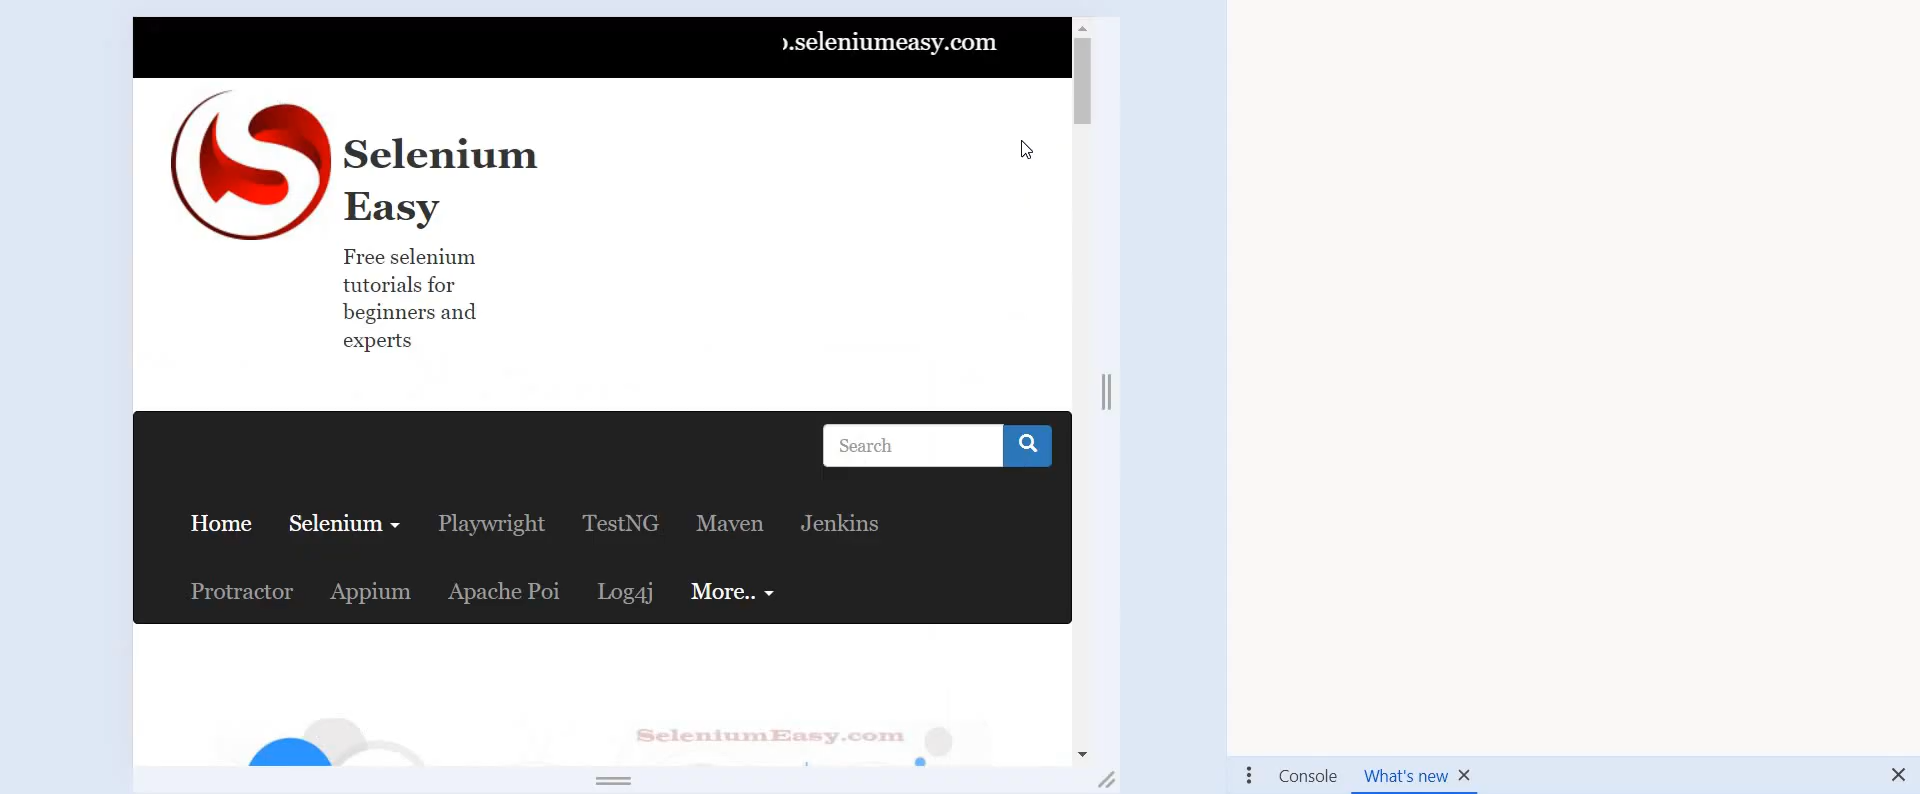 .seleniumeasy.com
Selenium
Easy
Free selenium
tutorials for
beginners and
experts
Search
Home Selenium Playwright TestNG Maven Jenkins
Protractor Appium Apache Poi Log4j More..
SeleniumEasy.com
Console What's new